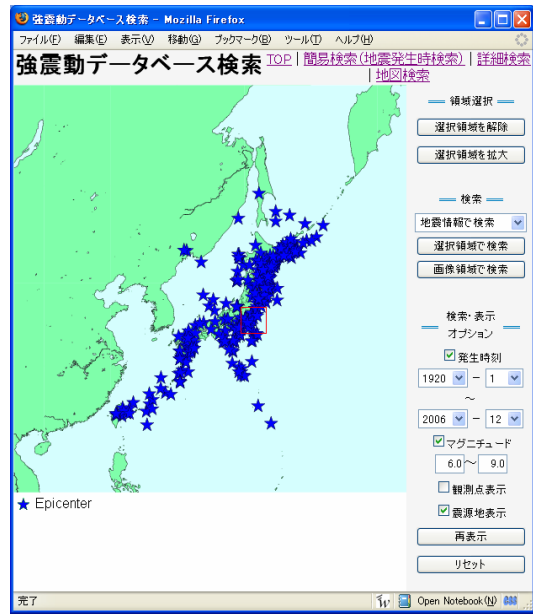 強震動データベース検索 - Mozilla Firefox
ファイル(F) 編集(E) 表示(V) 移動(G) ブックマーク(B) ツール(T) ヘルプ(H)
強震動データベース検索 TOP | 簡易検索(地震発生時検索) | 詳細検索
| 地図検索
領域選択
選択領域を解除
選択領域を拡大
検索
地震情報で検索
選択領域で検索
画像領域で検索
検索・表示
オプション
発生時刻
1920 - 1
~
2006 - 12
マグニチュード
6.0 ~ 9.0
観測点表示
震源地表示
再表示
リセット
★ Epicenter
完了 Open Notebook (N)